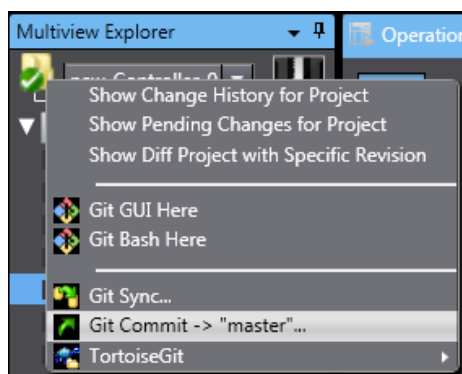 Multiview Explorer
Operation
Show Change History for Project
Show Pending Changes for Project
Show Diff Project with Specific Revision
Git GUI Here
Git Bash Here
Git Sync...
Git Commit -> "master"...
TortoiseGit